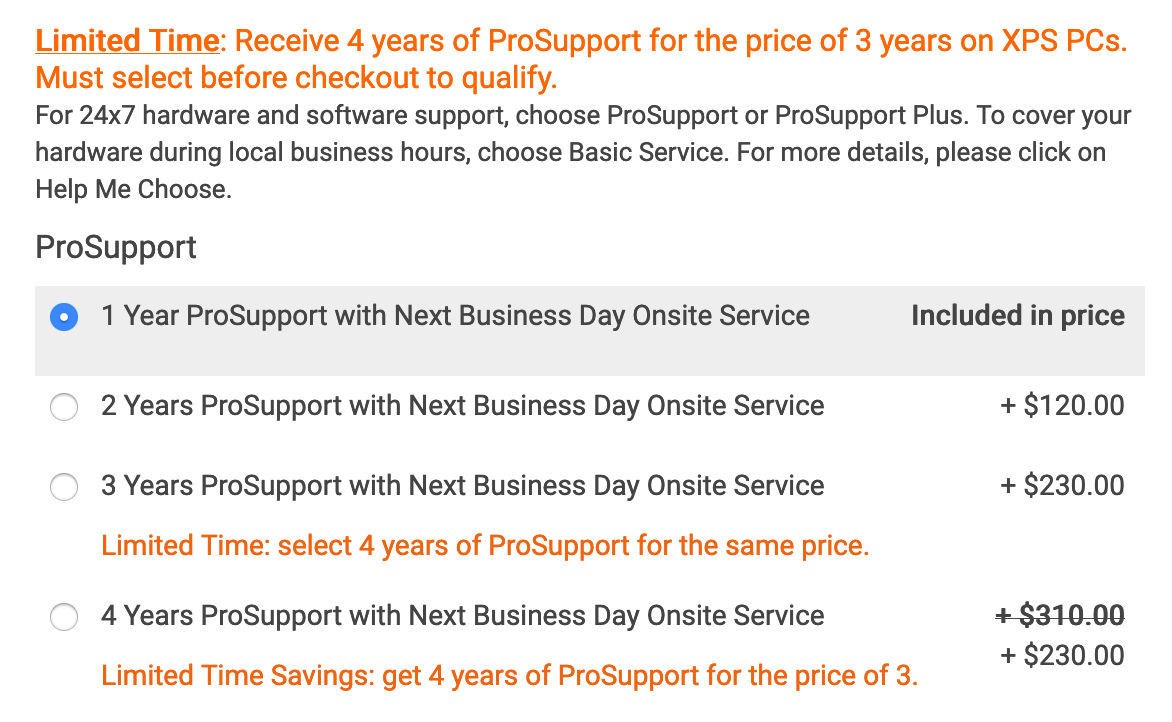 Limited Time: Receive 4 years of ProSupport for the price of 3 years on XPS PCs.
Must select before checkout to qualify.
For 24x7 hardware and software support, choose ProSupport or ProSupport Plus. To cover your
hardware during local business hours, choose Basic Service. For more details, please click on
Help Me Choose.
ProSupport
1 Year ProSupport with Next Business Day Onsite Service Included in price
2 Years ProSupport with Next Business Day Onsite Service + $120.00
3 Years ProSupport with Next Business Day Onsite Service + $230.00
Limited Time: select 4 years of ProSupport for the same price.
4 Years ProSupport with Next Business Day Onsite Service + $310.00
+ $230.00
Limited Time Savings: get 4 years of ProSupport for the price of 3.